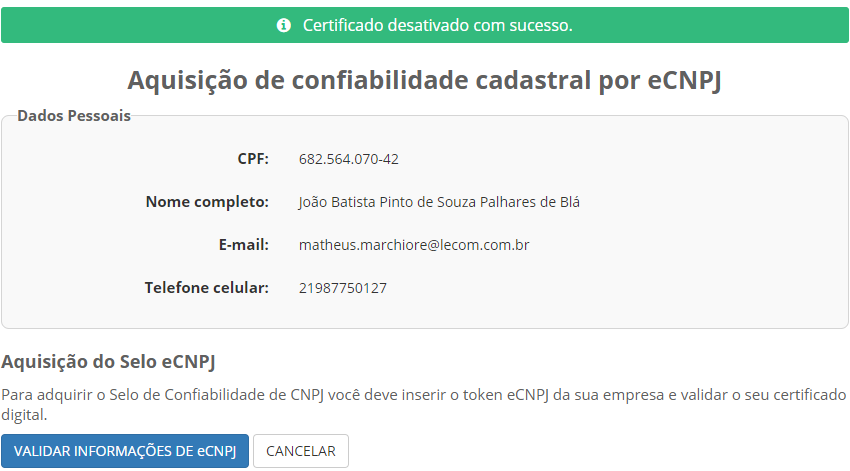 Certificado desativado com sucesso.
Aquisição de confiabilidade cadastral por eCNPJ
Dados Pessoais
CPF: 682.564.070-42
Nome completo: João Batista Pinto de Souza Palhares de Blá
E-mail: matheus.marchiore@lecom.com.br
Telefone celular: 21987750127
Aquisição do Selo eCNPJ
Para adquirir o Selo de Confiabilidade de CNPJ você deve inserir o token eCNPJ da sua empresa e validar o seu certificado
digital.
VALIDAR INFORMAÇÕES DE eCNPJ CANCELAR